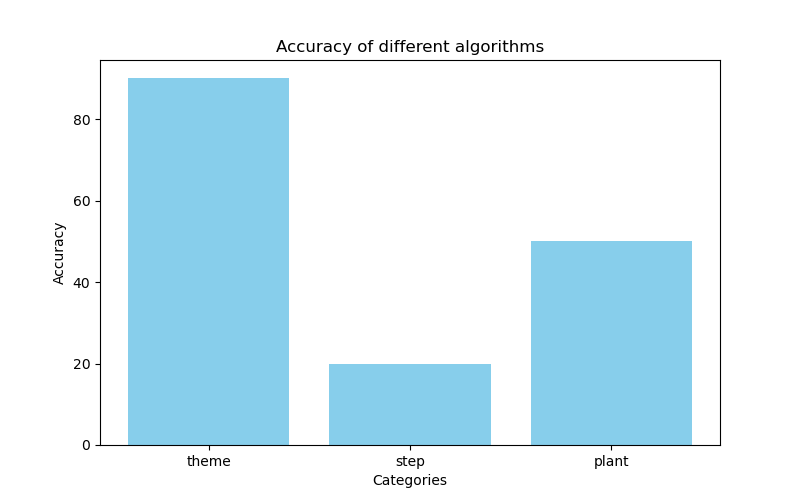 Accuracy of different algorithms
Accuracy
80
60
40
20
0
theme step plant
Categories